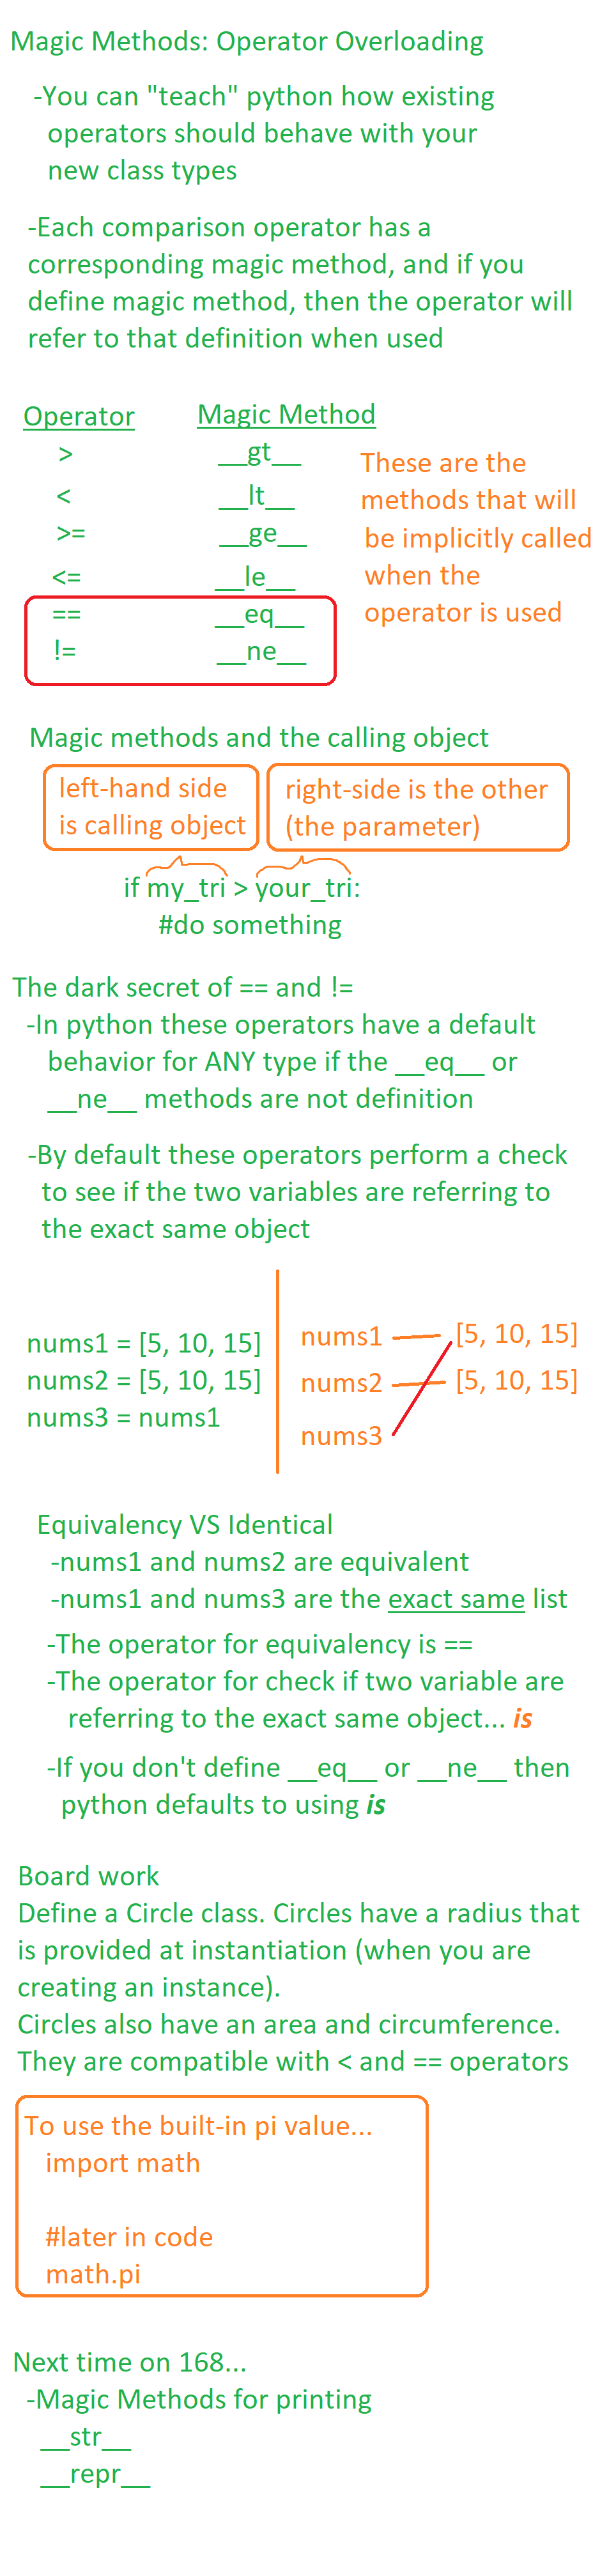 Magic Methods: Operator Overloading
-You can "teach" python how existing
operators should behave with your
new class types
-Each comparison operator has a
corresponding magic method, and if you
define magic method, then the operator will
refer to that definition when used
Operator Magic Method
> __gt__
< __lt__
>= __ge__
<= __le__
== __eq__
!= __ne__
These are the
methods that will
be implicitly called
when the
operator is used
Magic methods and the calling object
left-hand side
is calling object
right-side is the other
(the parameter)
if my_tri > your_tri:
#do something
The dark secret of == and !=
-In python these operators have a default
behavior for ANY type if the __eq__ or
__ne__ methods are not definition
-By default these operators perform a check
to see if the two variables are referring to
the exact same object
nums1 = [5, 10, 15]
nums2 = [5, 10, 15]
nums3 = nums1
nums1 [5, 10, 15]
nums2 [5, 10, 15]
nums3
Equivalency VS Identical
-nums1 and nums2 are equivalent
-nums1 and nums3 are the exact same list
-The operator for equivalency is ==
-The operator for check if two variable are
referring to the exact same object... is
-If you don't define __eq__ or __ne__ then
python defaults to using is
Board work
Define a Circle class. Circles have a radius that
is provided at instantiation (when you are
creating an instance).
Circles also have an area and circumference.
They are compatible with < and == operators
To use the built-in pi value...
import math
#later in code
math.pi
Next time on 168...
-Magic Methods for printing
__str__
__repr__